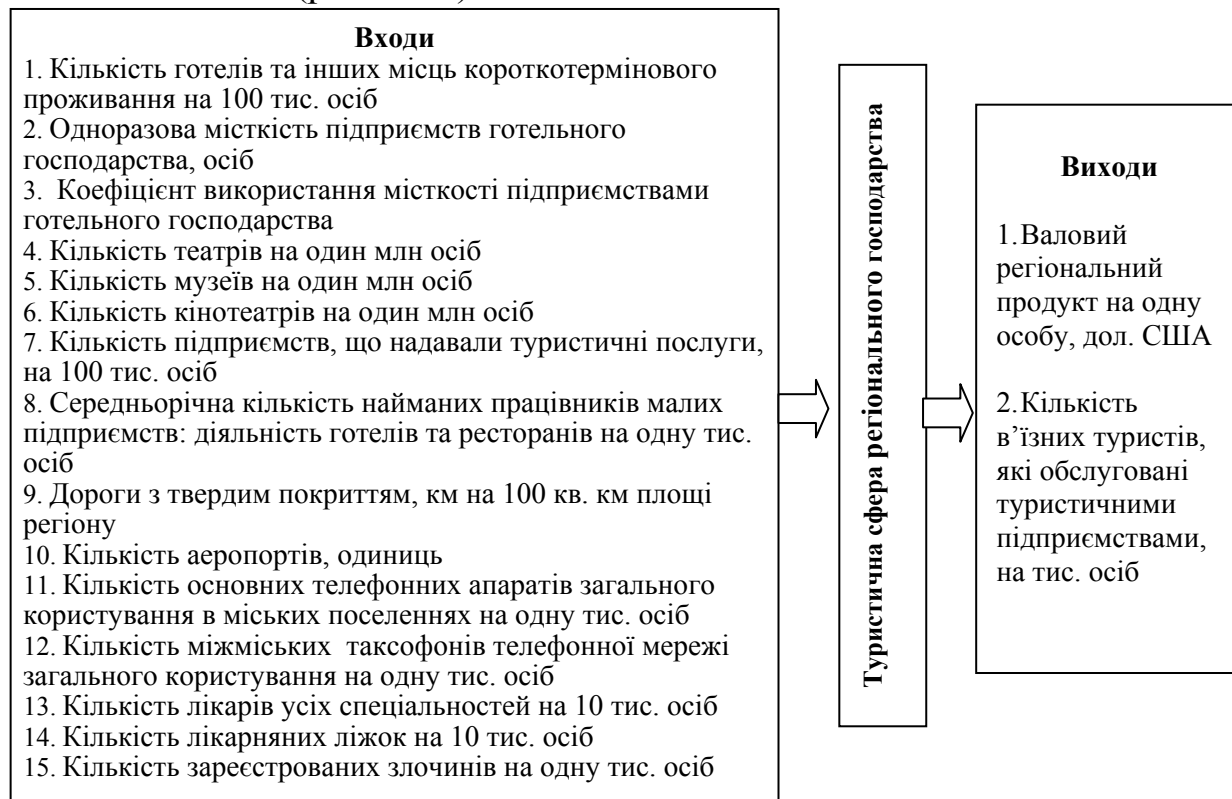 Входи
1. Кількість готелів та інших місць короткотермінового
проживання на 100 тис. осіб
2. Одноразова місткість підприємств готельного
господарства, осіб
3. Коефіцієнт використання місткості підприємствами
готельного господарства
4. Кількість театрів на один млн осіб
5. Кількість музеїв на один млн осіб
6. Кількість кінотеатрів на один млн осіб
7. Кількість підприємств, що надавали туристичні послуги,
на 100 тис. осіб
8. Середньорічна кількість найманих працівників малих
підприємств: діяльність готелів та ресторанів на одну тис.
осіб
9. Дороги з твердим покриттям, км на 100 кв. км площі
регіону
10. Кількість аеропортів, одиниць
11. Кількість основних телефонних апаратів загального
користування в міських поселеннях на одну тис. осіб
12. Кількість міжміських таксофонів телефонної мережі
загального користування на одну тис. осіб
13. Кількість лікарів усіх спеціальностей на 10 тис. осіб
14. Кількість лікарняних ліжок на 10 тис. осіб
15. Кількість зареєстрованих злочинів на одну тис. осіб
Туристична сфера регіонального господарства
Виходи
1. Валовий
регіональний
продукт на одну
особу, дол. США
2. Кількість
в’їзних туристів,
які обслуговані
туристичними
підприємствами,
на тис. осіб